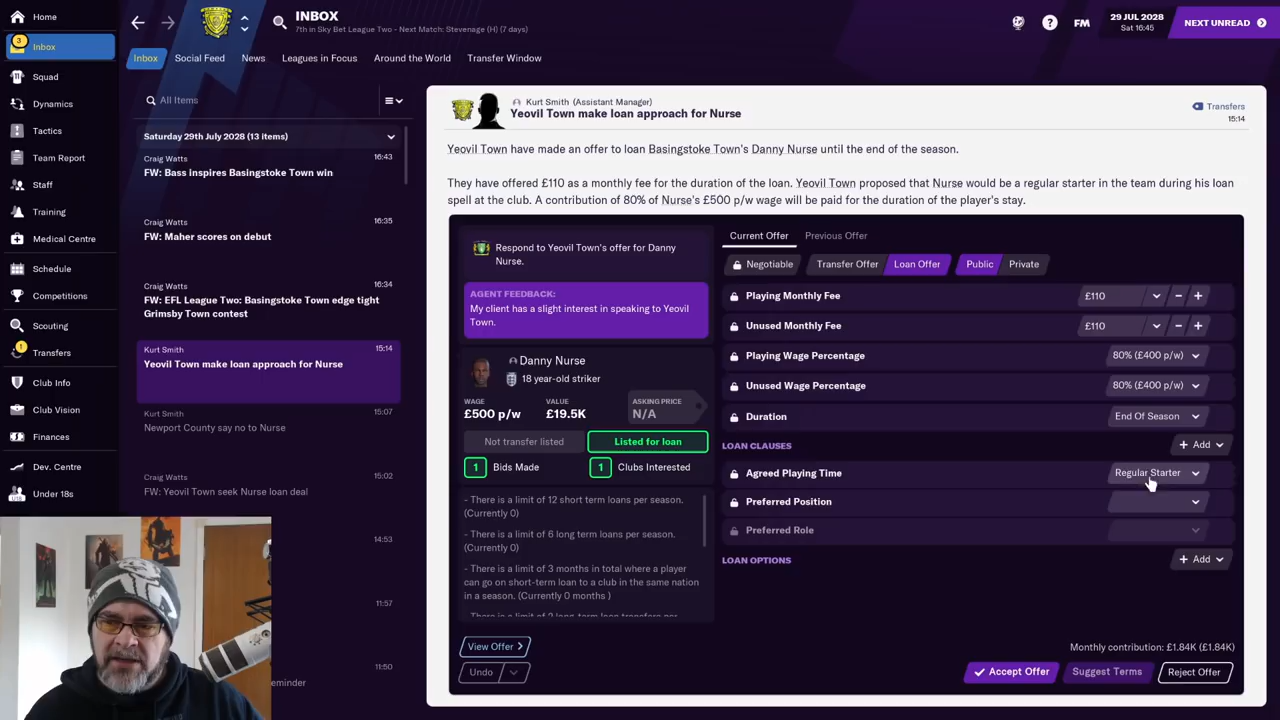 Home
3
Inbox
Squad
Dynamics
Tactics
Team Report
Staff
Training
Medical Centre
Schedule
Competitions
Scouting
1
Transfers
Club Info
Club Vision
Finances
Dev. Centre
Under 18s
INBOX
7th in Sky Bet League Two - Next Match: Stevenage (H) (7 days)
FM
29 JUL 2028
Sat 16:45
NEXT UNREAD
Inbox
Social Feed
News
Leagues in Focus
Around the World
Transfer Window
All Items
Saturday 29th July 2028 (13 items)
Craig Watts
16:43
FW: Bass inspires Basingstoke Town win
Craig Watts
16:35
FW: Maher scores on debut
Craig Watts
16:34
FW: EFL League Two: Basingstoke Town edge tight
Grimsby Town contest
Kurt Smith
15:14
Yeovil Town make loan approach for Nurse
Kurt Smith
15:07
Newport County say no to Nurse
Craig Watts
15:02
FW: Yeovil Town seek Nurse loan deal
14:53
11:57
11:50
eminder
Kurt Smith (Assistant Manager)
Yeovil Town make loan approach for Nurse
Transfers
15:14
Yeovil Town have made an offer to loan Basingstoke Town's Danny Nurse until the end of the season.
They have offered £110 as a monthly fee for the duration of the loan. Yeovil Town proposed that Nurse would be a regular starter in the team during his loan
spell at the club. A contribution of 80% of Nurse's £500 p/w wage will be paid for the duration of the player's stay.
Respond to Yeovil Town's offer for Danny
Nurse.
AGENT FEEDBACK:
My client has a slight interest in speaking to Yeovil
Town.
Danny Nurse
18 year-old striker
WAGE
£500 p/w
VALUE
£19.5K
ASKING PRICE
N/A
Not transfer listed
Listed for loan
1 Bids Made
1 Clubs Interested
- There is a limit of 12 short term loans per season.
(Currently 0)
- There is a limit of 6 long term loans per season.
(Currently 0)
- There is a limit of 3 months in total where a player
can go on short-term loan to a club in the same nation
in a season. (Currently 0 months )
View Offer
Undo
Current Offer
Previous Offer
Negotiable
Transfer Offer
Loan Offer
Public
Private
Playing Monthly Fee
£110
Unused Monthly Fee
£110
Playing Wage Percentage
80% (£400 p/w)
Unused Wage Percentage
80% (£400 p/w)
Duration
End Of Season
LOAN CLAUSES
+ Add
Agreed Playing Time
Regular Starter
Preferred Position
Preferred Role
LOAN OPTIONS
+ Add
Monthly contribution: £1.84K (£1.84K)
Accept Offer
Suggest Terms
Reject Offer